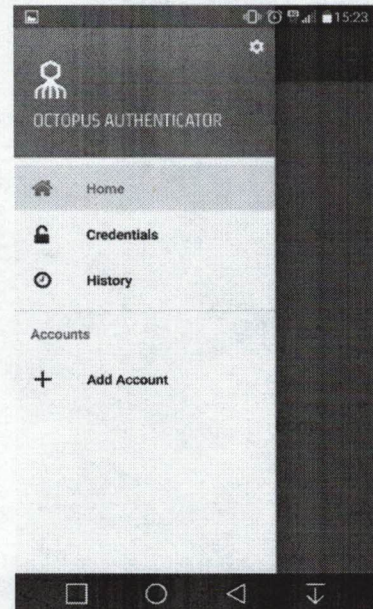 15:23
OCTOPUS AUTHENTICATOR
Home
Credentials
History
Accounts
Add Account